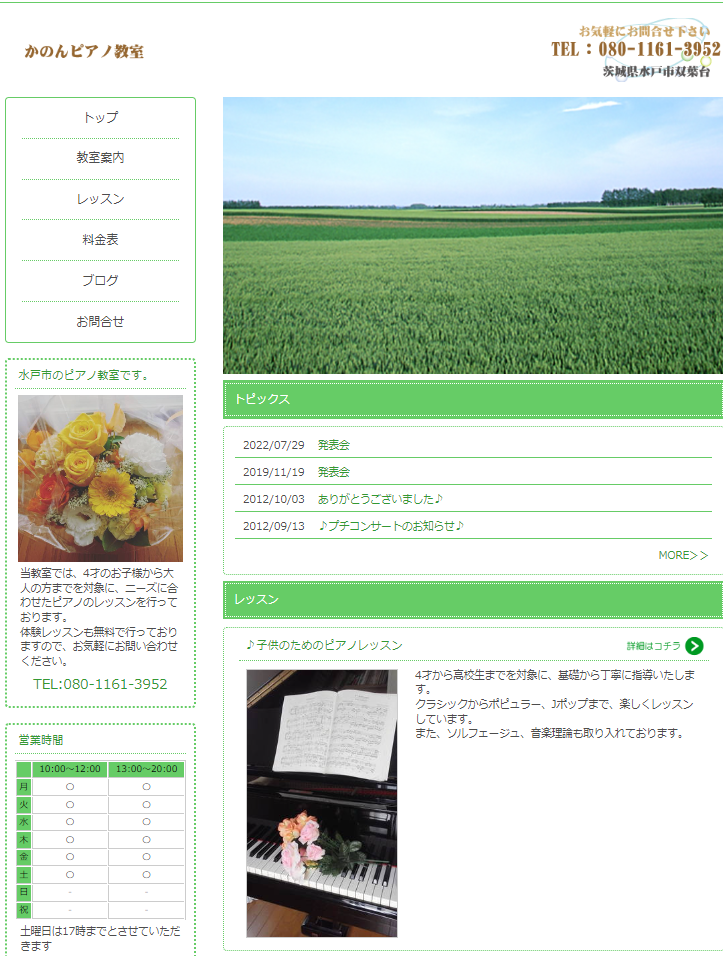 かのんピアノ教室
お気軽にお問合せ下さい
TEL：080-1161-3952
茨城県水戸市双葉台
トップ
教室案内
レッスン
料金表
ブログ
お問合せ
水戸市のピアノ教室です。
当教室では、4才のお子様から大
人の方までを対象に、ニーズに合
わせたピアノのレッスンを行って
おります。
体験レッスンも無料で行っており
ますので、お気軽にお問い合わせ
ください。
TEL:080-1161-3952
営業時間
10:00～12:00 13:00～20:00
月 ○ ○
火 ○ ○
水 ○ ○
木 ○ ○
金 ○ ○
土 ○ ○
日 - -
祝 - -
土曜日は17時までとさせていただ
きます
トピックス
2022/07/29 発表会
2019/11/19 発表会
2012/10/03 ありがとうございました♪
2012/09/13 ♪プチコンサートのお知らせ♪
MORE>>
レッスン
♪子供のためのピアノレッスン
詳細はコチラ
4才から高校生までを対象に、基礎から丁寧に指導いたしま
す。
クラシックからポピュラー、Jポップまで、楽しくレッスン
しています。
また、ソルフェージュ、音楽理論も取り入れております。